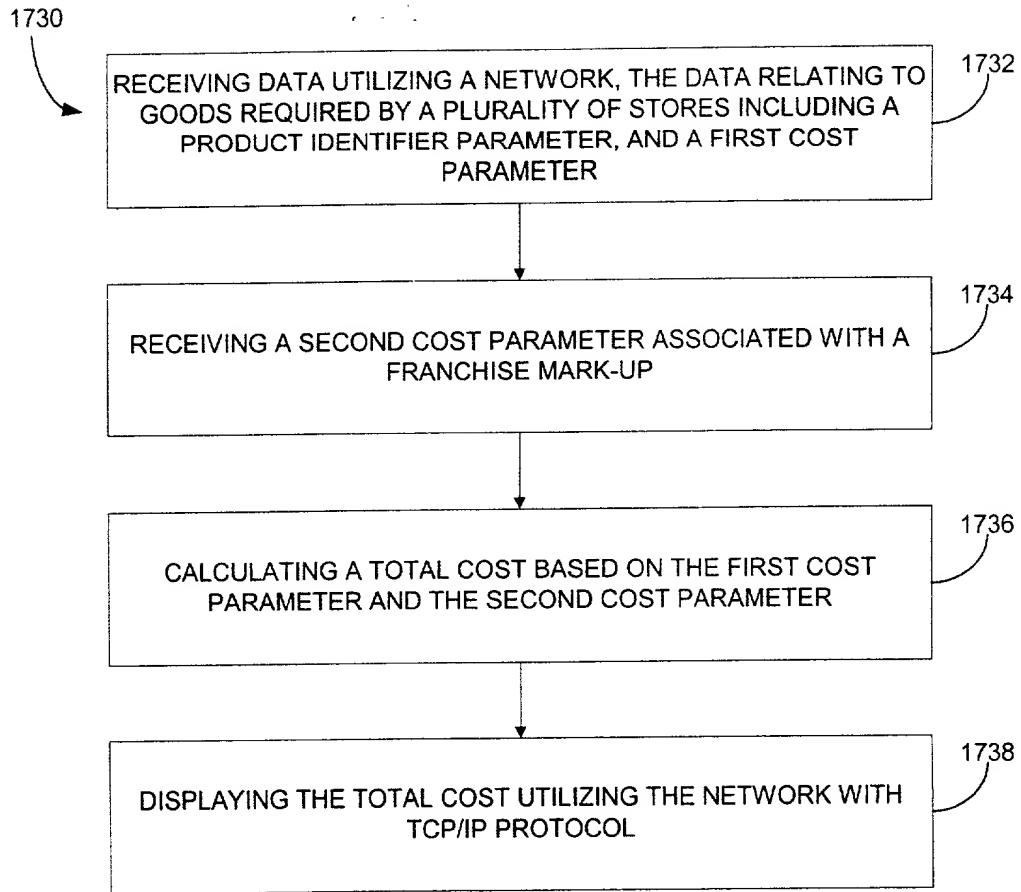 1730
RECEIVING DATA UTILIZING A NETWORK, THE DATA RELATING TO
GOODS REQUIRED BY A PLURALITY OF STORES INCLUDING A
PRODUCT IDENTIFIER PARAMETER, AND A FIRST COST
PARAMETER
1732
RECEIVING A SECOND COST PARAMETER ASSOCIATED WITH A
FRANCHISE MARK-UP
1734
CALCULATING A TOTAL COST BASED ON THE FIRST COST
PARAMETER AND THE SECOND COST PARAMETER
1736
DISPLAYING THE TOTAL COST UTILIZING THE NETWORK WITH
TCP/IP PROTOCOL
1738